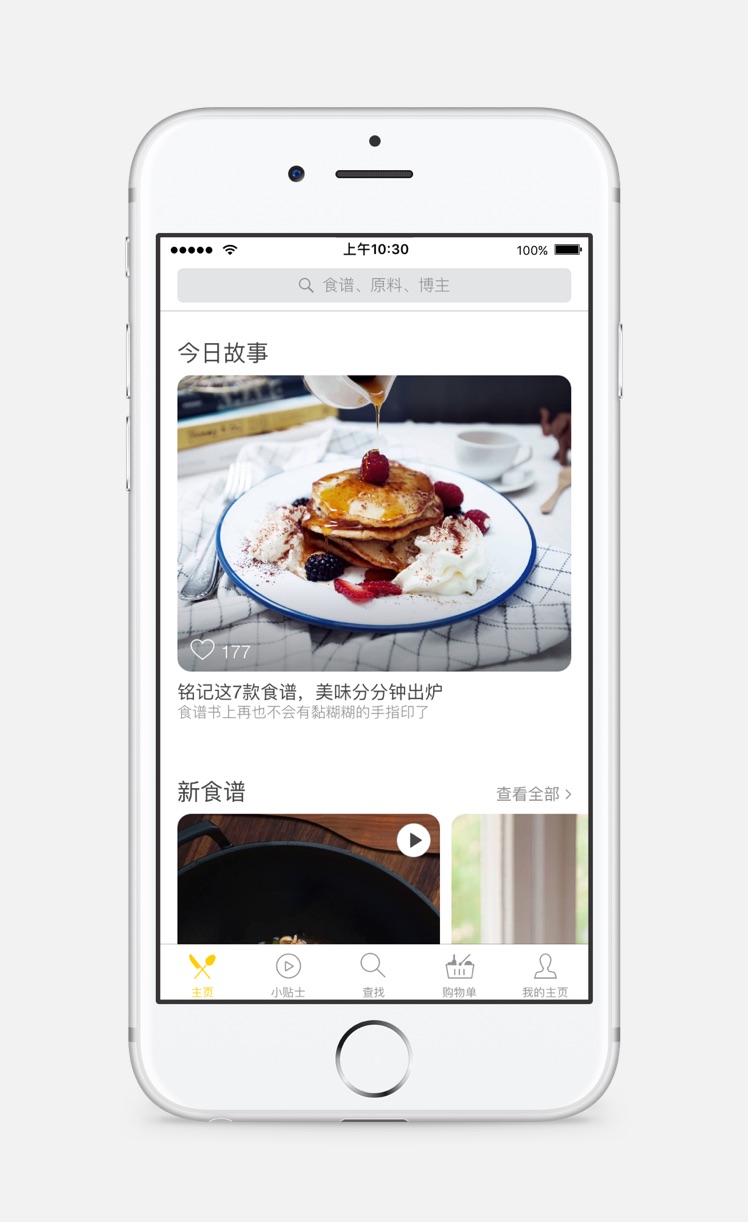 上午10:30
100%
食谱、原料、博主
今日故事
177
铭记这7款食谱，美味分分钟出炉
食谱书上再也不会有黏糊糊的手指印了
新食谱
查看全部
主页
小贴士
查找
购物单
我的主页